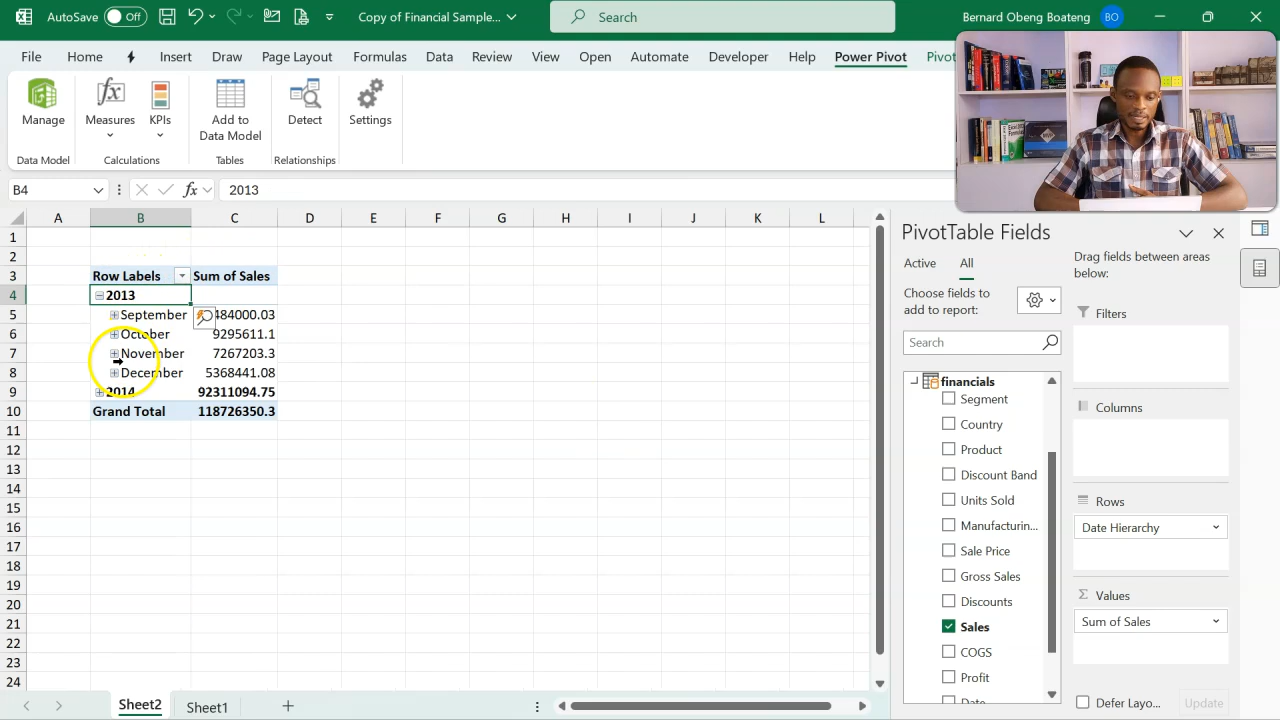 AutoSave Off Copy of Financial Sample... Search Bernard Obeng Boateng BO
File Home Insert Draw Page Layout Formulas Data Review View Open Automate Developer Help Power Pivot Pivot
Manage Measures KPIs Add to Data Model Detect Settings
Data Model Calculations Tables Relationships
B4 fx 2013
A B C D E F G H I J K L
1
2
3 Row Labels Sum of Sales
4 2013
5 September 484000.03
6 October 9295611.1
7 November 7267203.3
8 December 5368441.08
9 2014 92311094.75
10 Grand Total 118726350.3
11
12
13
14
15
16
17
18
19
20
21
22
23
24
Sheet2 Sheet1
PivotTable Fields
Active All
Choose fields to add to report:
Search
financials
Segment
Country
Product
Discount Band
Units Sold
Manufacturin...
Sale Price
Gross Sales
Discounts
Sales
COGS
Profit
Date
Drag fields between areas below:
Filters
Columns
Rows
Date Hierarchy
Σ Values
Sum of Sales
Defer Layo... Update